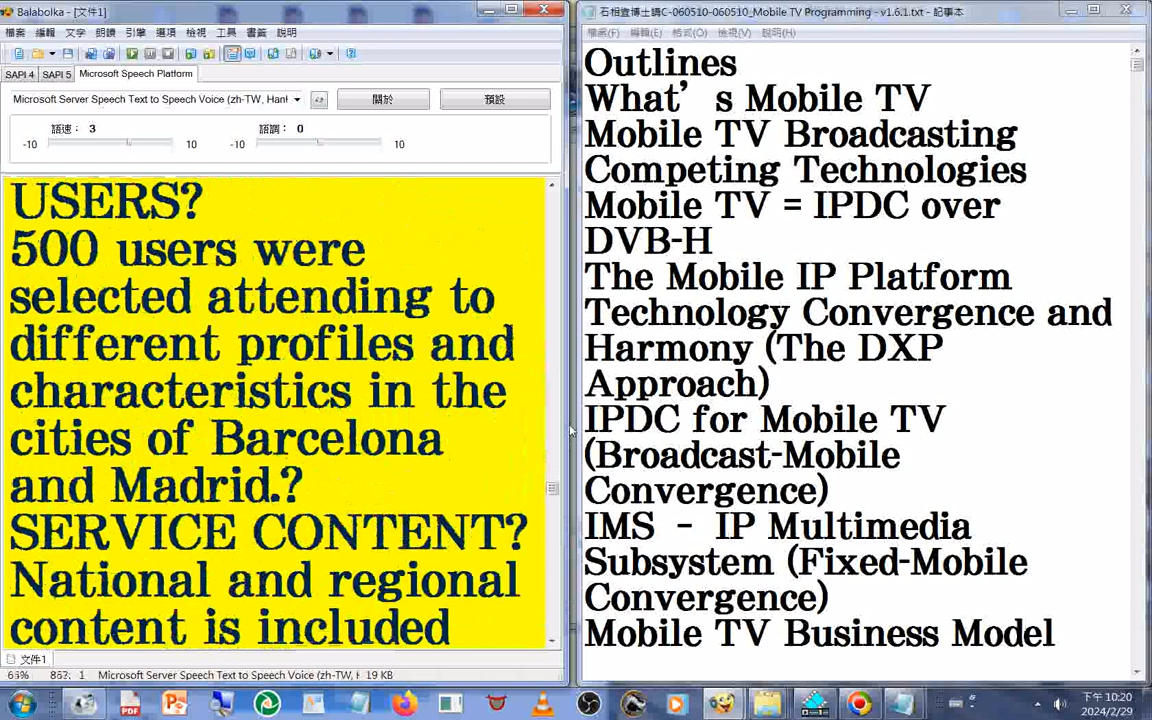 Balabolka - [文件1]
檔案 編輯 文字 朗讀 引擎 選項 檢視 工具 書籤 說明
SAPI 4 SAPI 5 Microsoft Speech Platform
Microsoft Server Speech Text to Speech Voice (zh-TW, Han
關於
預設
語速： 3
語調： 0
-10 10 -10 10
USERS?
500 users were
selected attending to
different profiles and
characteristics in the
cities of Barcelona
and Madrid.?
SERVICE CONTENT?
National and regional
content is included
文件1
Microsoft Server Speech Text to Speech Voice (zh-TW, H 19 KB
石相宜博士講C-060510-060510_Mobile TV Programming - v1.6.1.txt - 記事本
檔案(F) 編輯(E) 格式(O) 檢視(V) 說明(H)
Outlines
What’s Mobile TV
Mobile TV Broadcasting
Competing Technologies
Mobile TV = IPDC over
DVB-H
The Mobile IP Platform
Technology Convergence and
Harmony (The DXP
Approach)
IPDC for Mobile TV
(Broadcast-Mobile
Convergence)
IMS – IP Multimedia
Subsystem (Fixed-Mobile
Convergence)
Mobile TV Business Model
下午 10:20
2024/2/29